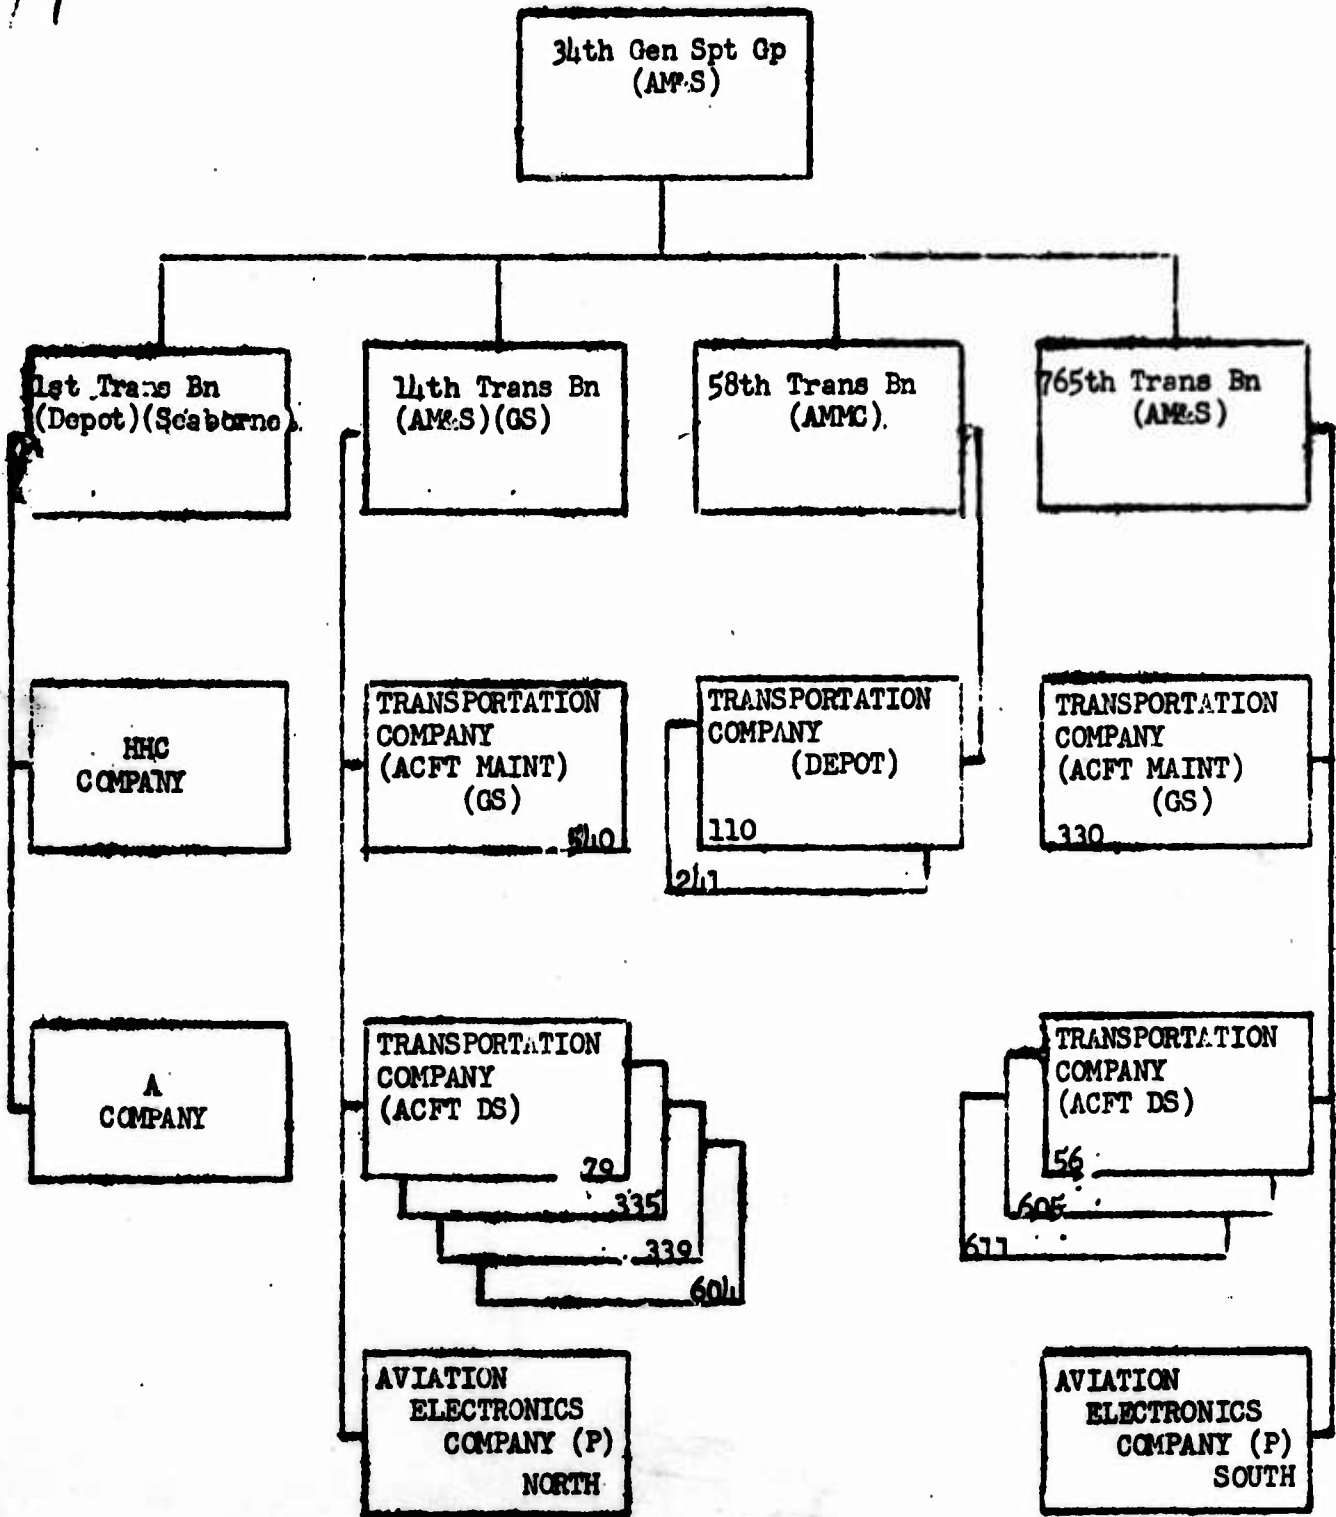 34th Gen Spt Gp
(AM&S)
1st Trans Bn
(Depot)(Seaborne)
14th Trans Bn
(AM&S)(GS)
58th Trans Bn
(AMMC).
765th Trans Bn
(AM&S)
HHC
COMPANY
TRANSPORTATION
COMPANY
(ACFT MAINT)
(GS)
540
TRANSPORTATION
COMPANY
(DEPOT)
110
241
TRANSPORTATION
COMPANY
(ACFT MAINT)
(GS)
330
A
COMPANY
TRANSPORTATION
COMPANY
(ACFT DS)
79
335
339
604
TRANSPORTATION
COMPANY
(ACFT DS)
56
605
611
AVIATION
ELECTRONICS
COMPANY (P)
NORTH
AVIATION
ELECTRONICS
COMPANY (P)
SOUTH